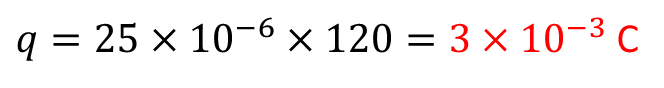 q = 25 × 10⁻⁶ × 120 = 3 × 10⁻³ C